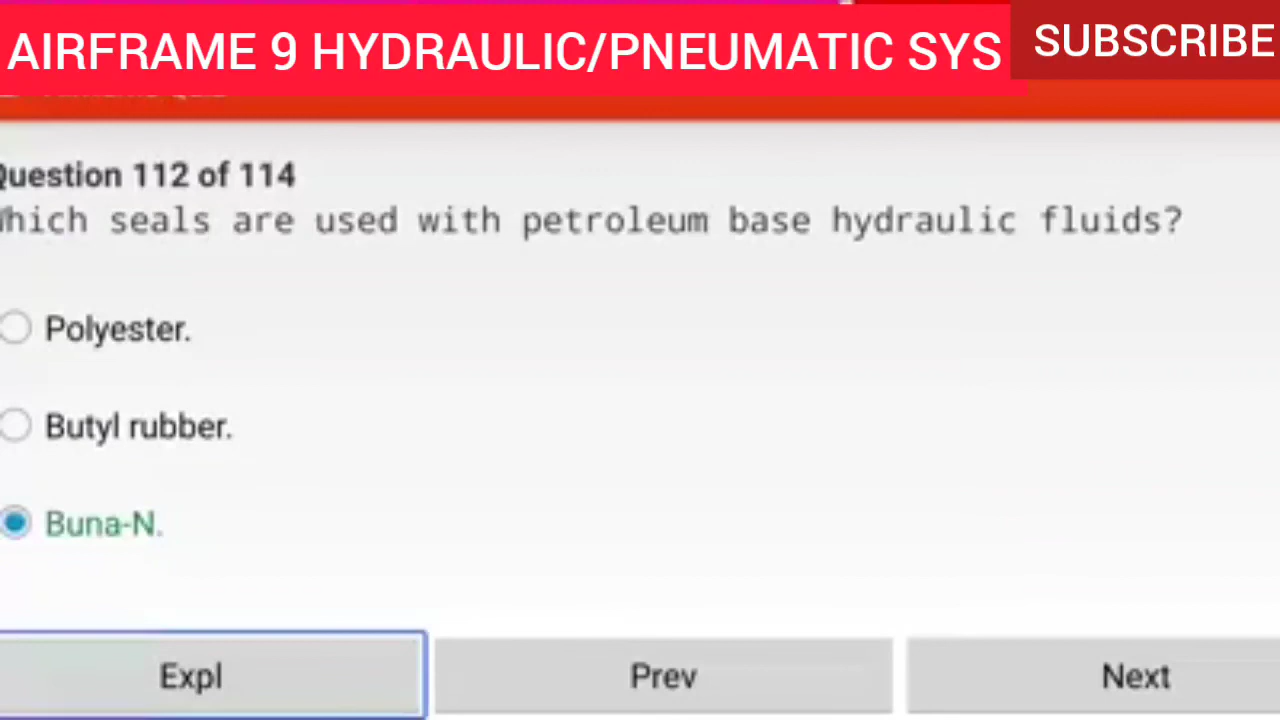 AIRFRAME 9 HYDRAULIC/PNEUMATIC SYS
SUBSCRIBE
Question 112 of 114
Which seals are used with petroleum base hydraulic fluids?
Polyester.
Butyl rubber.
Buna-N.
Expl
Prev
Next